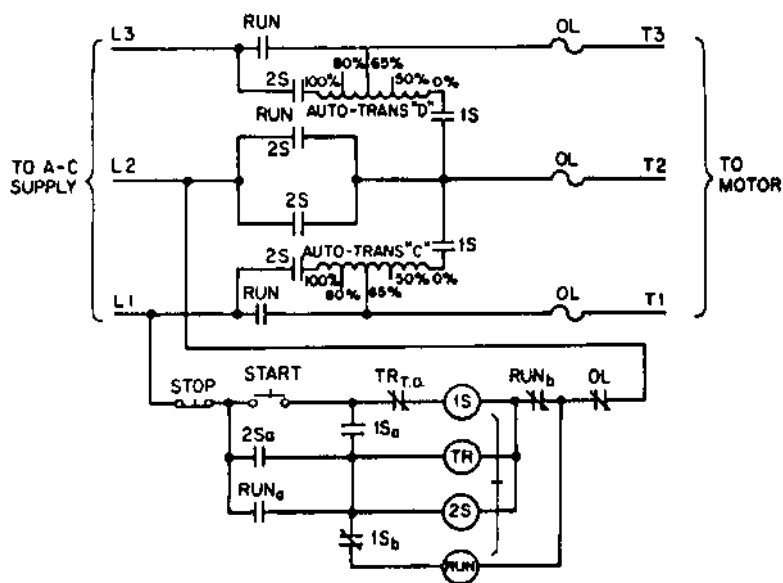 L3 RUN OL T3
2S 100% 80% 65% 50% 0%
AUTO-TRANS "D" 1S
RUN
2S
TO A-C SUPPLY L2 OL T2 TO MOTOR
2S
1S
2S AUTO-TRANS "C"
100% 80% 65% 50% 0%
L1 RUN OL T1
STOP START TR T.O. 1S RUNb OL
1Sa
2Sa TR
RUNa 2S
1Sb
RUN